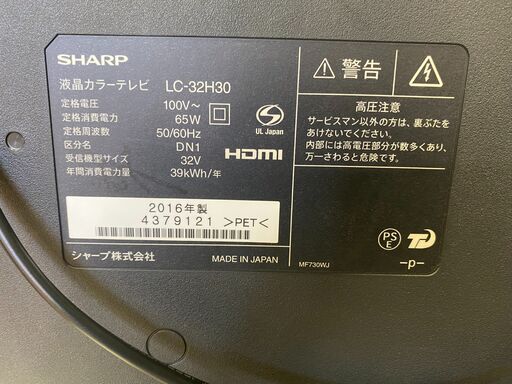 SHARP
液晶カラーテレビ LC-32H30
定格電圧 100V～
定格消費電力 65W
定格周波数 50/60Hz
区分名 DN1
受信機型サイズ 32V
年間消費電力量 39kWh/年
UL Japan
HDMI
2016年製
4379121 >PET<
シャープ株式会社 MADE IN JAPAN
警告
高圧注意
サービスマン以外の方は、裏ぶたを
あけないでください。
内部には高電圧部分が数多くあり、
万一さわると危険です。
PS
E
-p-
MF730WJ